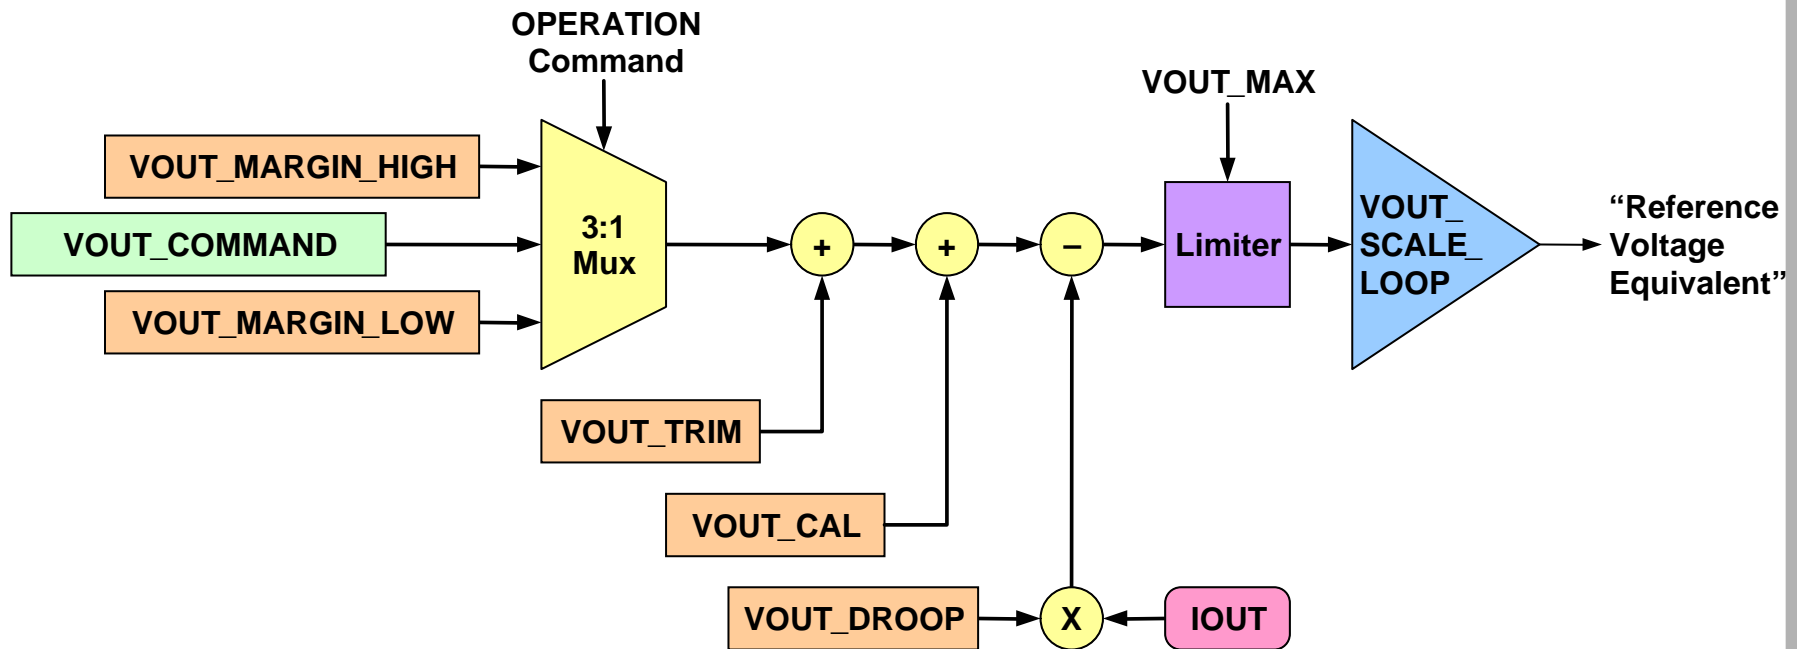 OPERATION
Command
VOUT_MAX
VOUT_MARGIN_HIGH
VOUT_COMMAND
VOUT_MARGIN_LOW
3:1
Mux
+
+
–
Limiter
VOUT_
SCALE_
LOOP
“Reference
Voltage
Equivalent”
VOUT_TRIM
VOUT_CAL
VOUT_DROOP
X
IOUT